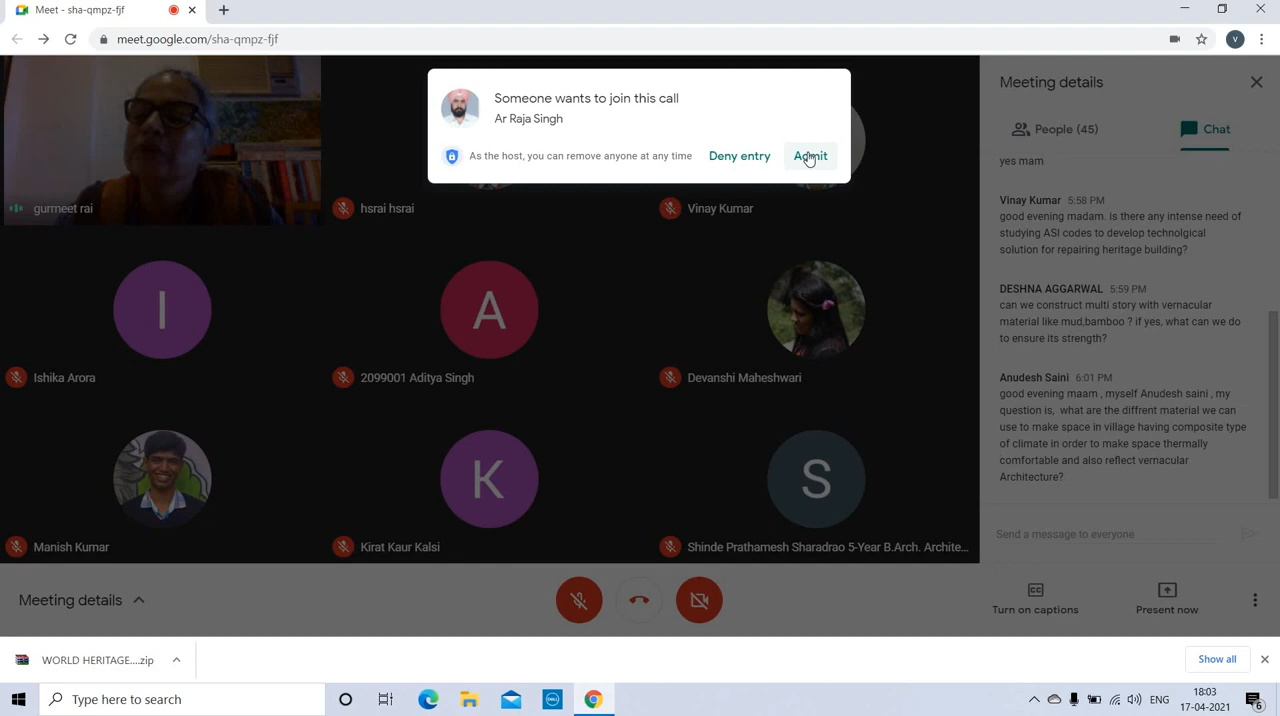 Meet - sha-qmpz-fjf
meet.google.com/sha-qmpz-fjf
V
Someone wants to join this call
Ar Raja Singh
As the host, you can remove anyone at any time
Deny entry
Admit
gurmeet rai
hsrai hsrai
Vinay Kumar
I
A
Ishika Arora
2099001 Aditya Singh
Devanshi Maheshwari
K
S
Manish Kumar
Kirat Kaur Kalsi
Shinde Prathamesh Sharadrao 5-Year B.Arch. Archite...
Meeting details
People (45)
Chat
yes mam
Vinay Kumar 5:58 PM
good evening madam. is there any intense need of
studying ASI codes to develop technolgical
solution for repairing heritage building?
DESHNA AGGARWAL 5:59 PM
can we construct multi story with vernacular
material like mud,bamboo ? if yes, what can we do
to ensure its strength?
Anudesh Saini 6:01 PM
good evening maam , myself Anudesh saini , my
question is, what are the diffrent material we can
use to make space in village having composite type
of climate in order to make space thermally
comfortable and also reflect vernacular
Architecture?
Send a message to everyone
Meeting details
CC
Turn on captions
Present now
WORLD HERITAGE....zip
Show all
Type here to search
DELL
ENG
18:03
17-04-2021
6